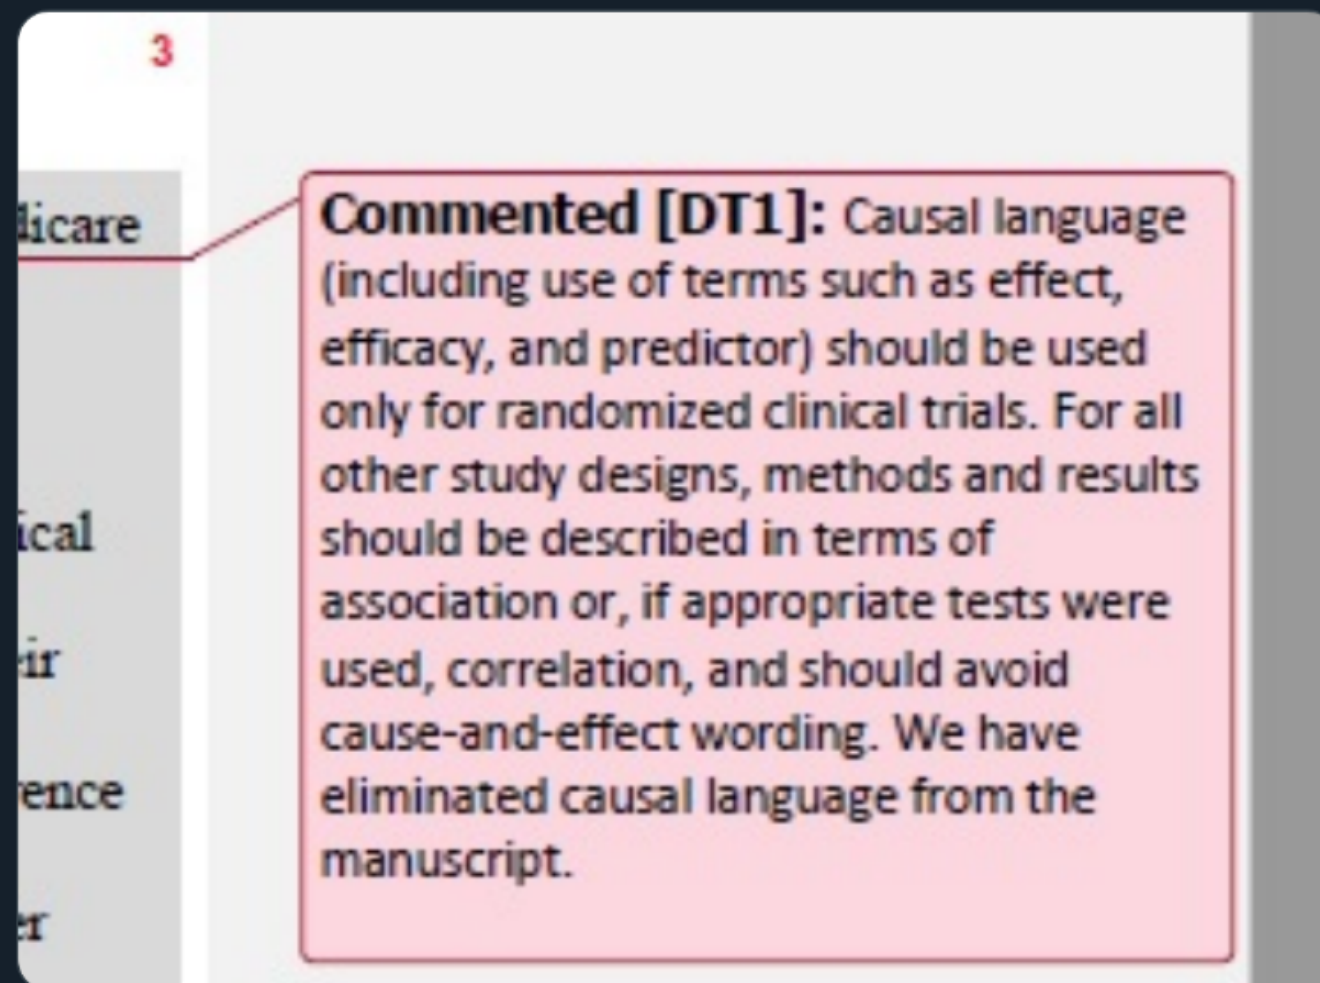 3
Commented [DT1]: Causal language
(including use of terms such as effect,
efficacy, and predictor) should be used
only for randomized clinical trials. For all
other study designs, methods and results
should be described in terms of
association or, if appropriate tests were
used, correlation, and should avoid
cause-and-effect wording. We have
eliminated causal language from the
manuscript.
dicare
ical
eir
rence
er